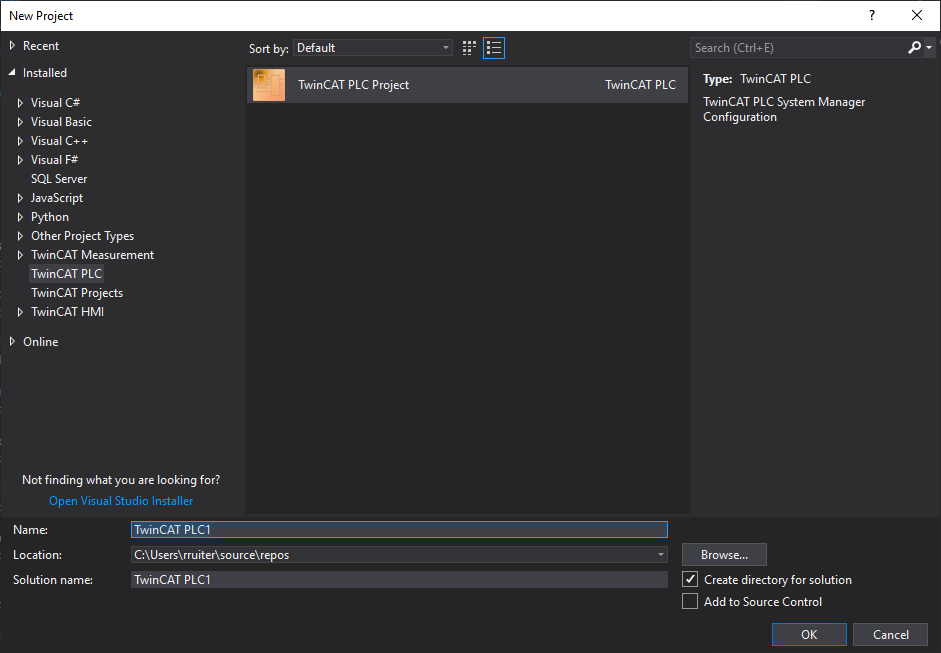 New Project
?
Recent
Installed
Visual C#
Visual Basic
Visual C++
Visual F#
SQL Server
JavaScript
Python
Other Project Types
TwinCAT Measurement
TwinCAT PLC
TwinCAT Projects
TwinCAT HMI
Online
Not finding what you are looking for?
Open Visual Studio Installer
Sort by: Default
TwinCAT PLC Project TwinCAT PLC
Search (Ctrl+E)
Type: TwinCAT PLC
TwinCAT PLC System Manager
Configuration
Name: TwinCAT PLC1
Location: C:\Users\rruiter\source\repos
Browse...
Solution name: TwinCAT PLC1
Create directory for solution
Add to Source Control
OK Cancel